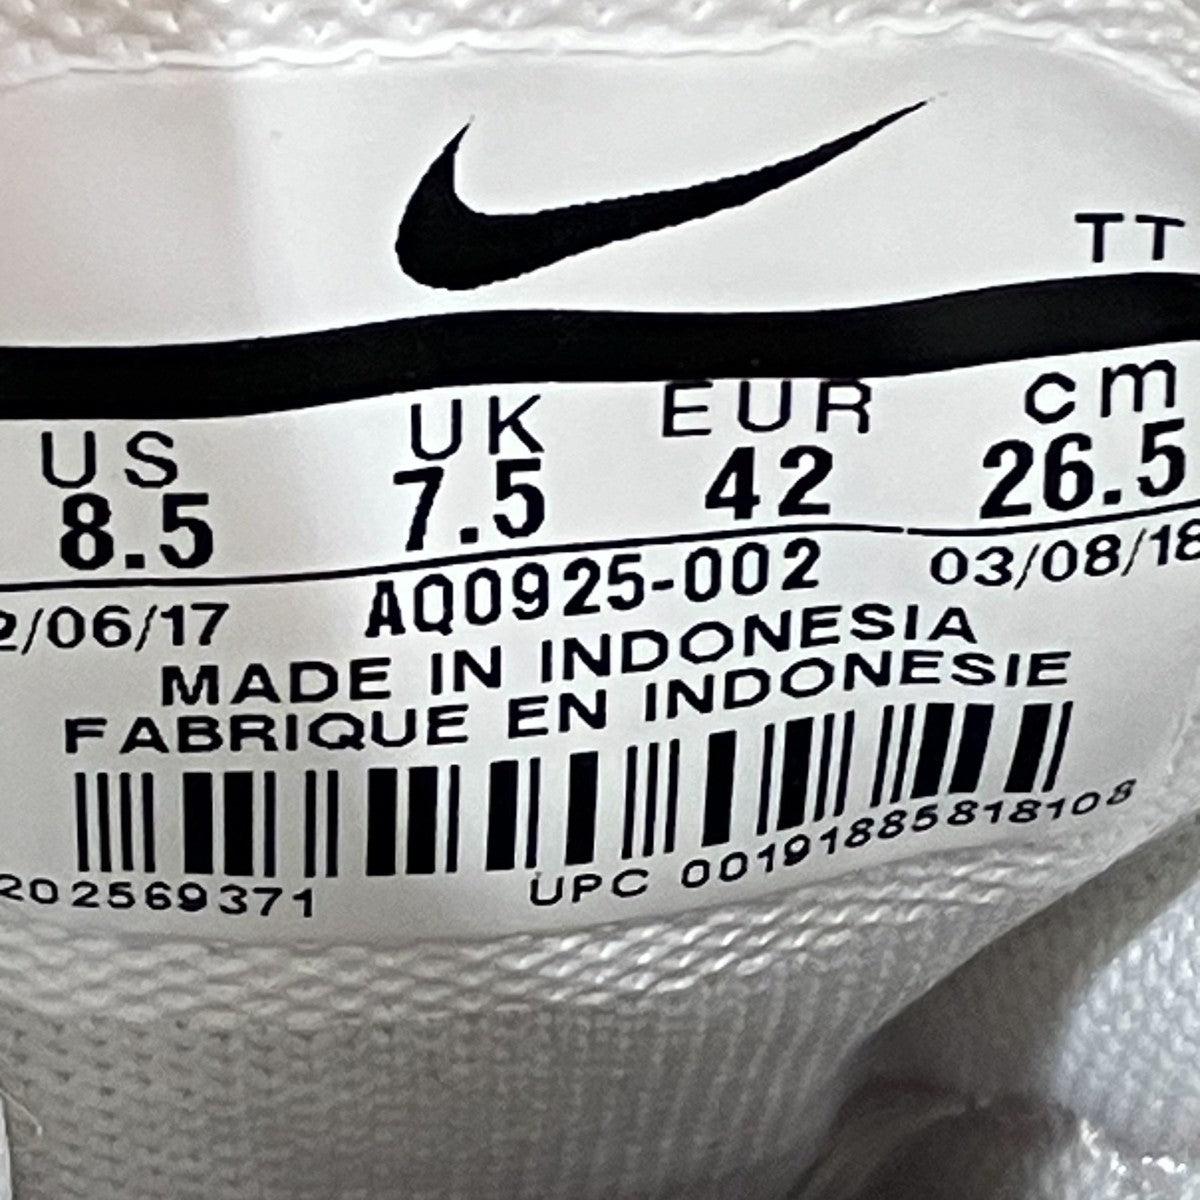 TT
US UK EUR cm
8.5 7.5 42 26.5
2/06/17 AQ0925-002 03/08/18
MADE IN INDONESIA
FABRIQUE EN INDONESIE
202569371 UPC 00191885818108